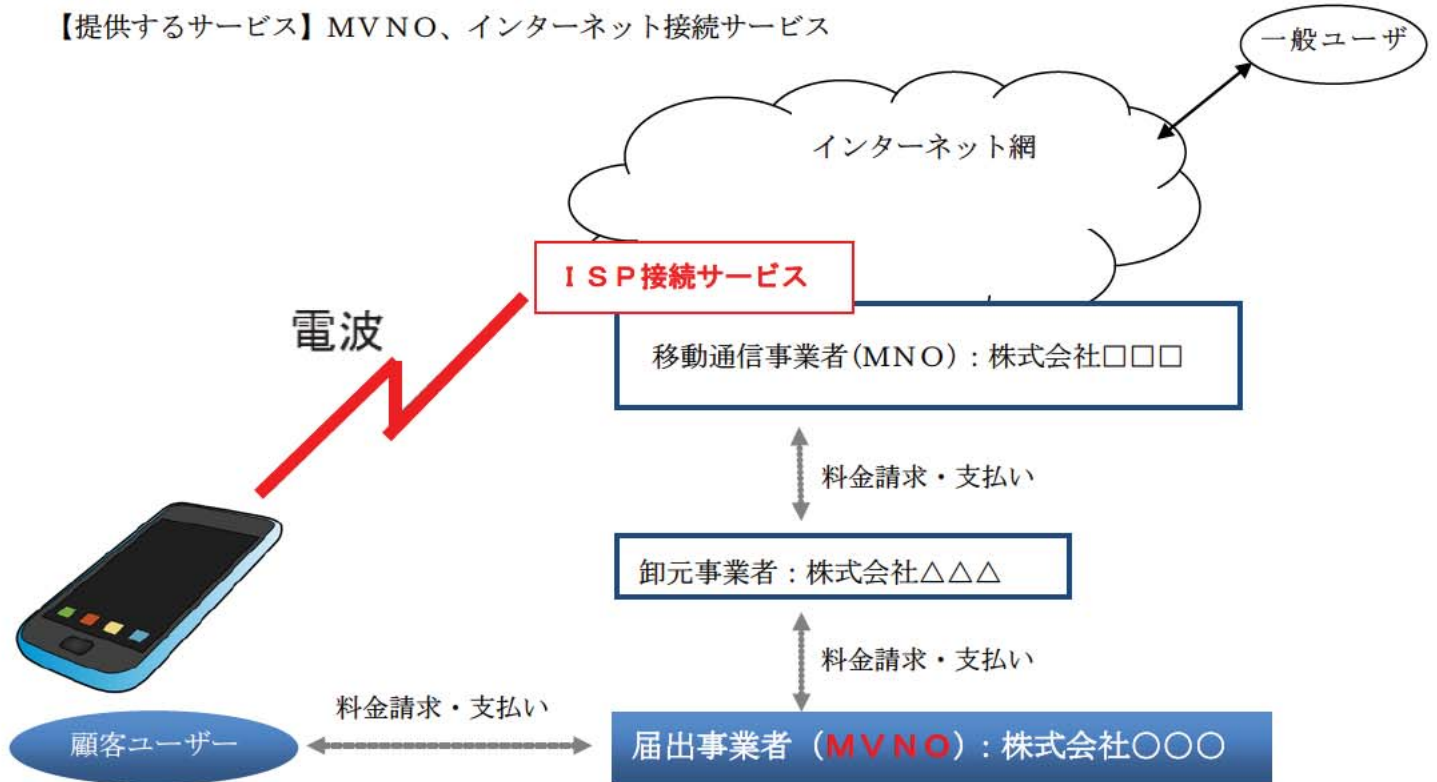 【提供するサービス】ＭＶＮＯ、インターネット接続サービス
一般ユーザ
インターネット網
ＩＳＰ接続サービス
電波
移動通信事業者(MNO)：株式会社□□□
料金請求・支払い
卸元事業者：株式会社△△△
料金請求・支払い
料金請求・支払い
顧客ユーザー
届出事業者（ＭＶＮＯ）：株式会社○○○